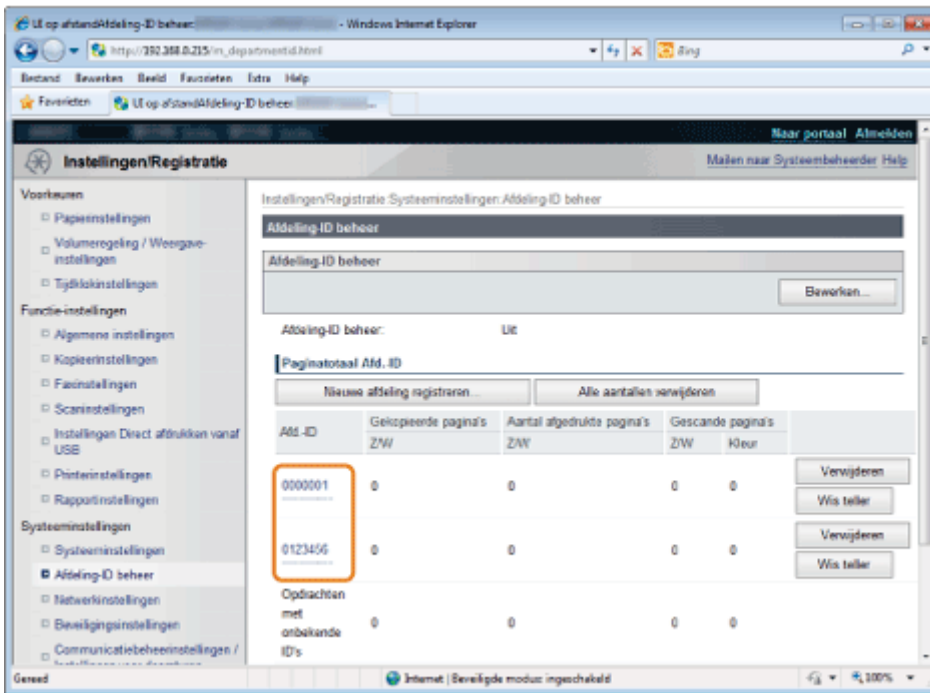 UI op afstandAfdeling-ID beheer: - Windows Internet Explorer
http://192.168.0.215/m_departmentid.html
Bing
Bestand Bewerken Beeld Favorieten Extra Help
Favorieten UI op afstandAfdeling-ID beheer: ...
Naar portaal Afmelden
Instellingen/Registratie
Mailen naar Systeembeheerder Help
Voorkeuren
Papierinstellingen
Volumeregeling / Weergave-
instellingen
Tijdklokinstellingen
Functie-instellingen
Algemene instellingen
Kopieerinstellingen
Faxinstellingen
Scaninstellingen
Instellingen Direct afdrukken vanaf
USB
Printerinstellingen
Rapportinstellingen
Systeeminstellingen
Systeeminstellingen
Afdeling-ID beheer
Netwerkinstellingen
Beveiligingsinstellingen
Communicatiebeheerinstellingen /
Instellingen/Registratie:Systeeminstellingen:Afdeling-ID beheer
Afdeling-ID beheer
Afdeling-ID beheer
Bewerken...
Afdeling-ID beheer: Uit
Paginatotaal Afd.-ID
Nieuwe afdeling registreren... Alle aantallen verwijderen
Afd.-ID Gekopieerde pagina's Aantal afgedrukte pagina's Gescande pagina's
Z/W Z/W Z/W Kleur
0000001 0 0 0 0 Verwijderen
Wis teller
0123456 0 0 0 0 Verwijderen
Wis teller
Opdrachten
met
onbekende
ID's
0 0 0 0
Gereed Internet | Beveiligde modus: ingeschakeld 100%